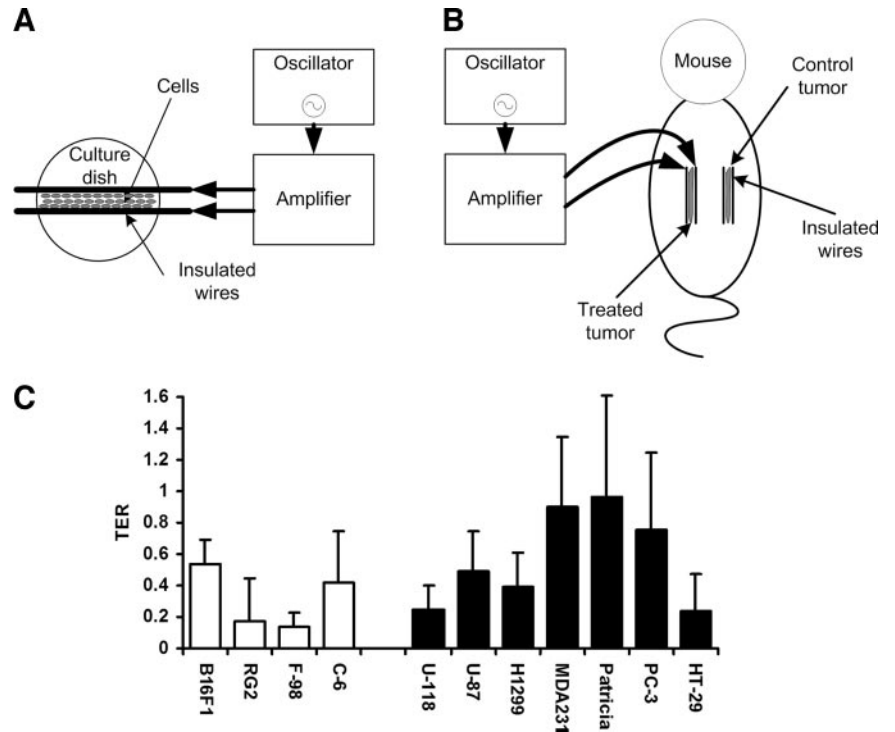 A
Cells
Culture
dish
Insulated
wires
Oscillator
Amplifier
B
Oscillator
Amplifier
Mouse
Control
tumor
Insulated
wires
Treated
tumor
C
TER
1.6
1.4
1.2
1
0.8
0.6
0.4
0.2
0
B16F1
RG2
F-98
C-6
U-118
U-87
H1299
MDA231
Patricia
PC-3
HT-29